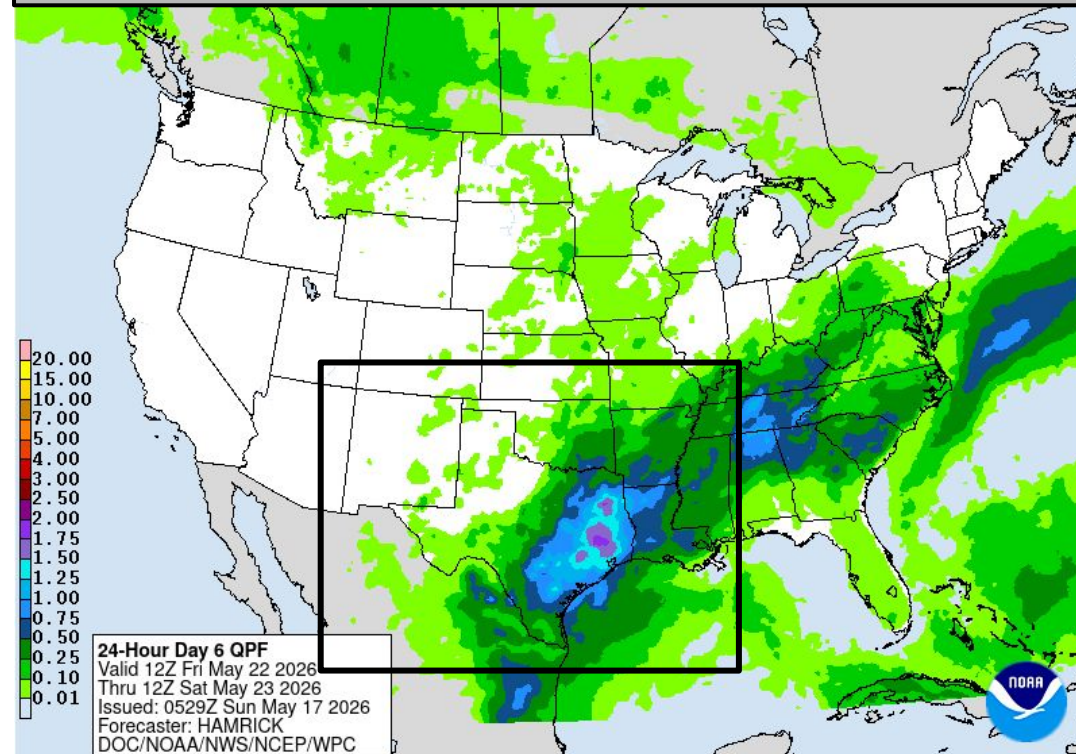 20.00
15.00
10.00
7.00
5.00
4.00
3.00
2.50
2.00
1.75
1.50
1.25
1.00
0.75
0.50
0.25
0.10
0.01
24-Hour Day 6 QPF
Valid 12Z Fri May 22 2026
Thru 12Z Sat May 23 2026
Issued: 0529Z Sun May 17 2026
Forecaster: HAMRICK
DOC/NOAA/NWS/NCEP/WPC
NOAA